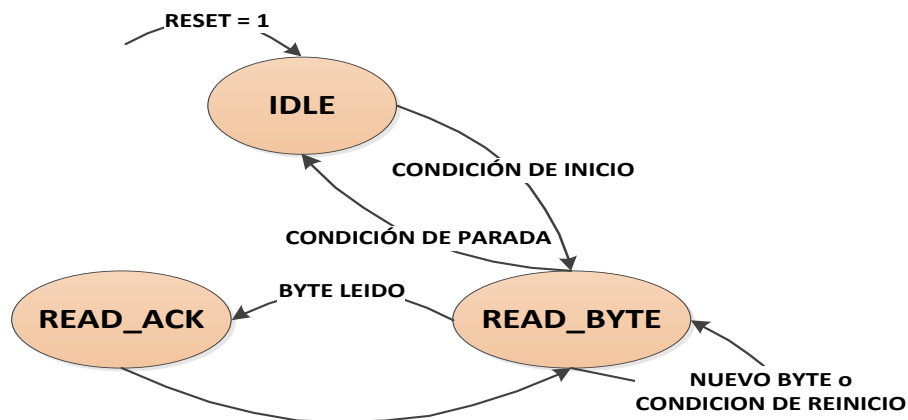 RESET = 1
IDLE
CONDICIÓN DE INICIO
CONDICIÓN DE PARADA
BYTE LEIDO
READ_ACK
READ_BYTE
NUEVO BYTE o
CONDICION DE REINICIO